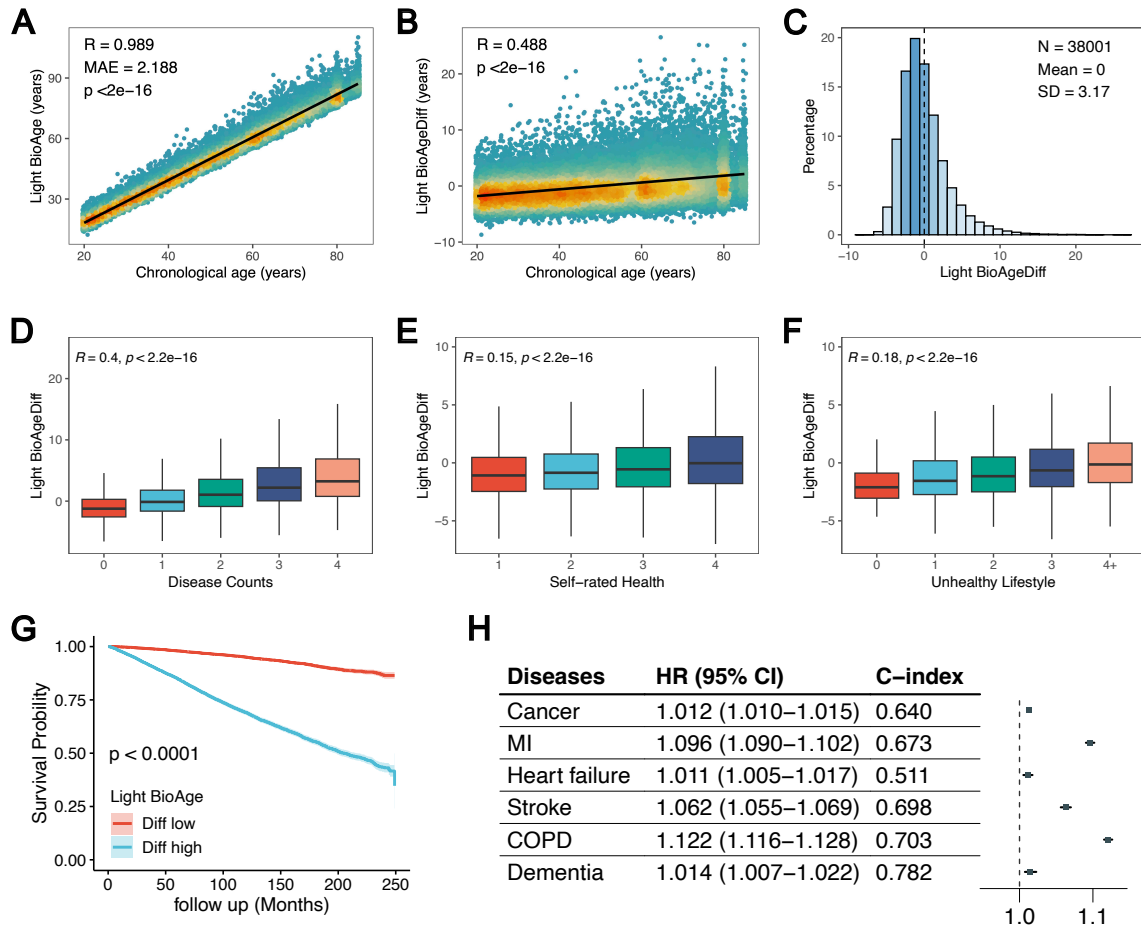 A
R = 0.989
MAE = 2.188
p <2e−16
Light BioAge (years)
90
60
30
20 40 60 80
Chronological age (years)
B
R = 0.488
p <2e−16
Light BioAgeDiff (years)
20
10
0
−10
20 40 60 80
Chronological age (years)
C
N = 38001
Mean = 0
SD = 3.17
Percentage
20
15
10
5
0
−10 0 10 20
Light BioAgeDiff
D
R = 0.4, p < 2.2e−16
Light BioAgeDiff
20
10
0
0 1 2 3 4
Disease Counts
E
R = 0.15, p < 2.2e−16
Light BioAgeDiff
10
5
0
−5
1 2 3 4
Self−rated Health
F
R = 0.18, p < 2.2e−16
Light BioAgeDiff
10
5
0
−5
0 1 2 3 4+
Unhealthy Lifestyle
G
Survival Probility
1.00
0.75
0.50
0.25
0.00
p < 0.0001
Light BioAge
Diff low
Diff high
0 50 100 150 200 250
follow up (Months)
H
Diseases HR (95% CI) C−index
Cancer 1.012 (1.010−1.015) 0.640
MI 1.096 (1.090−1.102) 0.673
Heart failure 1.011 (1.005−1.017) 0.511
Stroke 1.062 (1.055−1.069) 0.698
COPD 1.122 (1.116−1.128) 0.703
Dementia 1.014 (1.007−1.022) 0.782
1.0 1.1